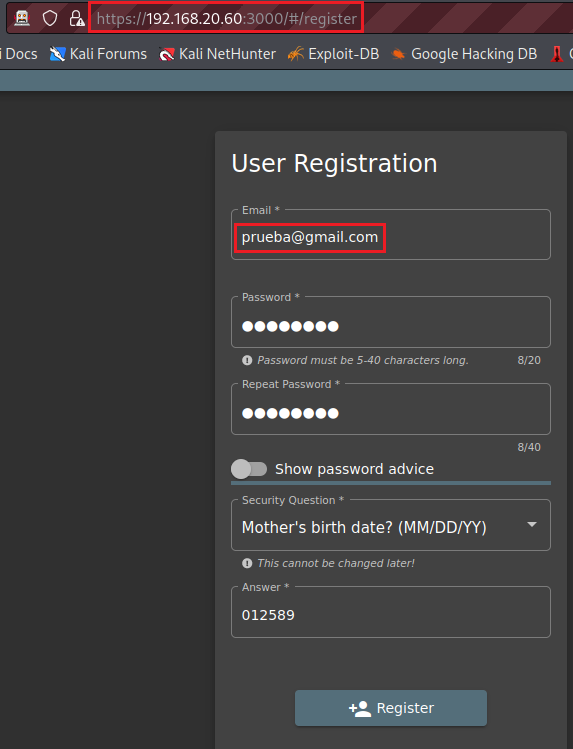 https://192.168.20.60:3000/#/register
i Docs Kali Forums Kali NetHunter Exploit-DB Google Hacking DB
User Registration
Email *
prueba@gmail.com
Password *
●●●●●●●●
Password must be 5-40 characters long. 8/20
Repeat Password *
●●●●●●●●
8/40
Show password advice
Security Question *
Mother's birth date? (MM/DD/YY)
This cannot be changed later!
Answer *
012589
Register